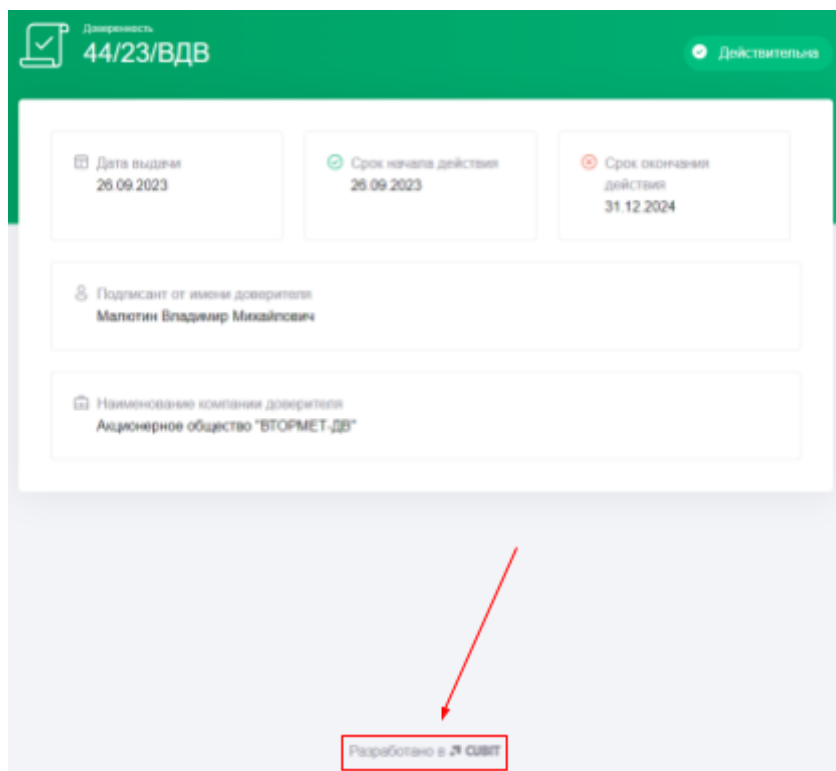 Доверенность
44/23/ВДВ
Действительна
Дата выдачи
26.09.2023
Срок начала действия
26.09.2023
Срок окончания
действия
31.12.2024
Подписант от имени доверителя
Малютин Владимир Михайлович
Наименование компании доверителя
Акционерное общество "ВТОРМЕТ-ДВ"
Разработано в CUBIT